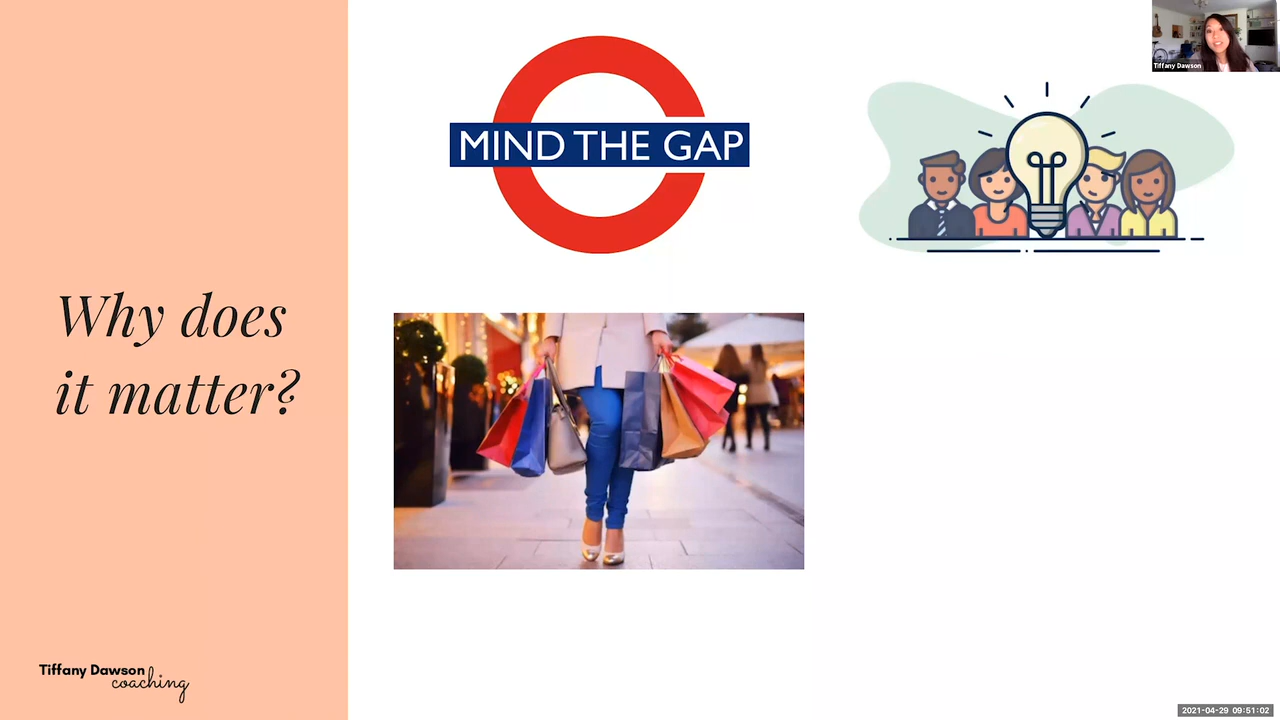 Tiffany Dawson
MIND THE GAP
Why does
it matter?
Tiffany Dawson
coaching
2021-04-29 09:51:02